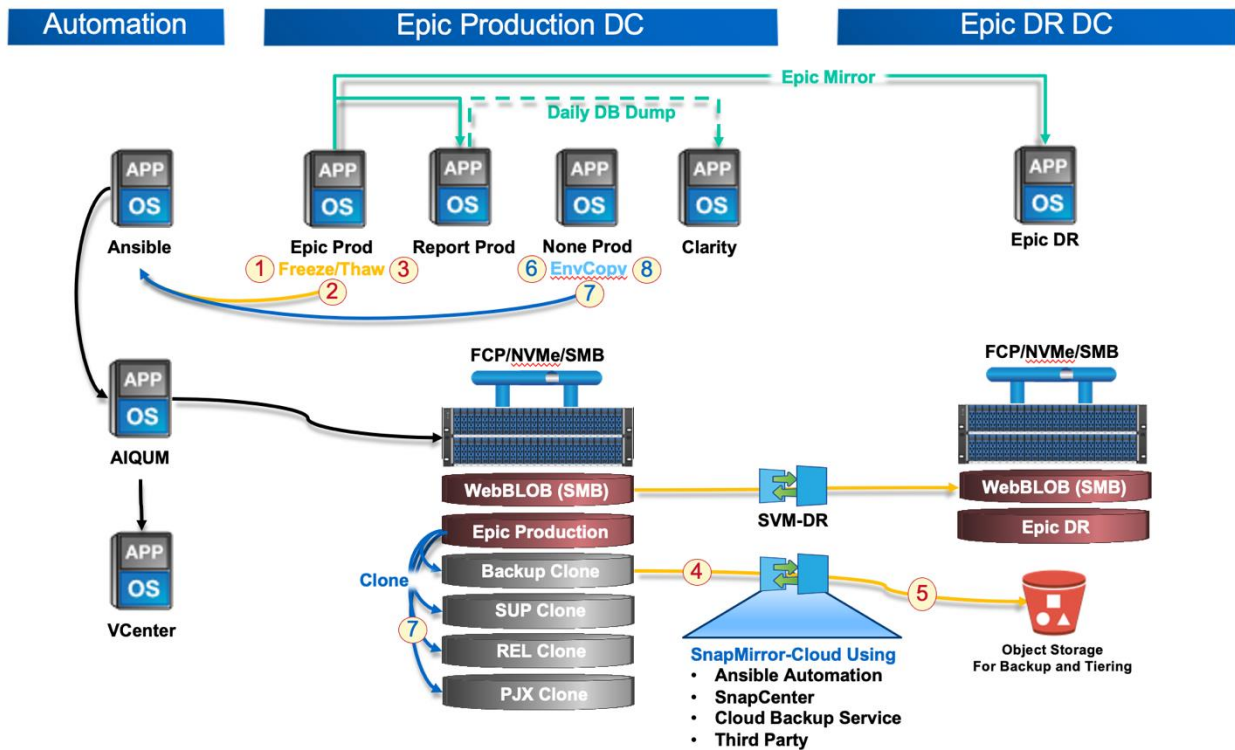 Automation
Epic Production DC
Epic DR DC
Epic Mirror
Daily DB Dump
APP
OS
APP
OS
APP
OS
APP
OS
APP
OS
APP
OS
Ansible
Epic Prod
Report Prod
None Prod
Clarity
Epic DR
1 Freeze/Thaw 3
2
6 EnvCopy 8
7
FCP/NVMe/SMB
FCP/NVMe/SMB
APP
OS
AIQUM
WebBLOB (SMB)
SVM-DR
WebBLOB (SMB)
Epic Production
Epic DR
APP
OS
VCenter
Clone
7
Backup Clone
4
5
SUP Clone
REL Clone
PJX Clone
Object Storage
For Backup and Tiering
SnapMirror-Cloud Using
• Ansible Automation
• SnapCenter
• Cloud Backup Service
• Third Party